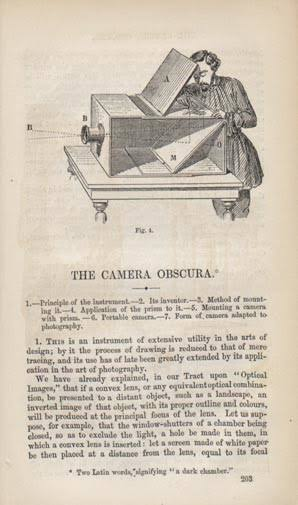 A
B
B
M
O
Fig. 4.
THE CAMERA OBSCURA.*
1.—Principle of the instrument.—2. Its inventor.—3. Method of mount-
ing it.—4. Application of the prism to it.—5. Mounting a camera
with prism.—6. Portable camera.—7. Form of camera adapted to
photography.
1. THIS is an instrument of extensive utility in the arts of
design; by it the process of drawing is reduced to that of mere
tracing, and its use has of late been greatly extended by its appli-
cation in the art of photography.
We have already explained, in our Tract upon "Optical
Images," that if a convex lens, or any equivalent optical combina-
tion, be presented to a distant object, such as a landscape, an
inverted image of that object, with its proper outline and colours,
will be produced at the principal focus of the lens. Let us sup-
pose, for example, that the window-shutters of a chamber being
closed, so as to exclude the light, a hole be made in them, in
which a convex lens is inserted: let a screen made of white paper
be then placed at a distance from the lens, equal to its focal
* Two Latin words, signifying "a dark chamber."
203